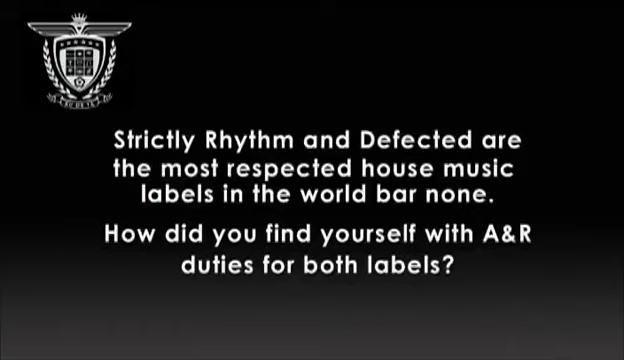 Strictly Rhythm and Defected are
the most respected house music
labels in the world bar none.
How did you find yourself with A&R
duties for both labels?